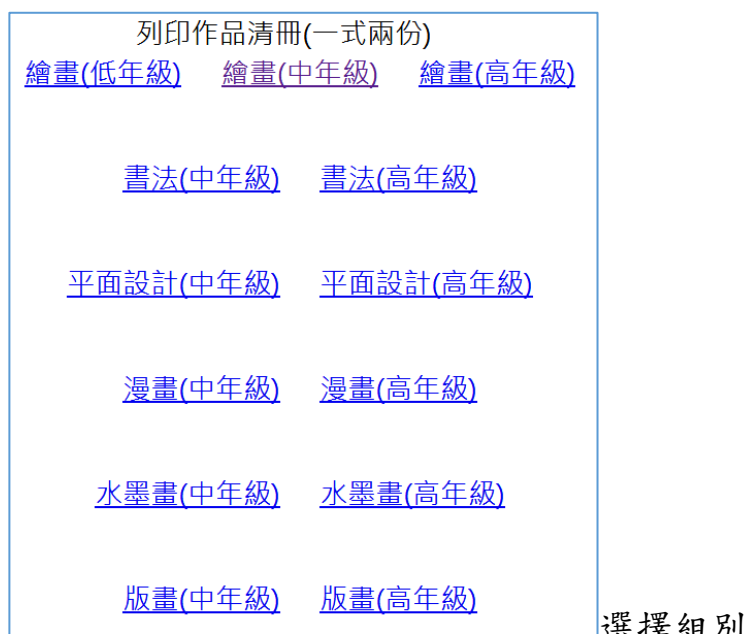 列印作品清冊(一式兩份)
繪畫(低年級) 繪畫(中年級) 繪畫(高年級)
書法(中年級) 書法(高年級)
平面設計(中年級) 平面設計(高年級)
漫畫(中年級) 漫畫(高年級)
水墨畫(中年級) 水墨畫(高年級)
版畫(中年級) 版畫(高年級)
選擇組別